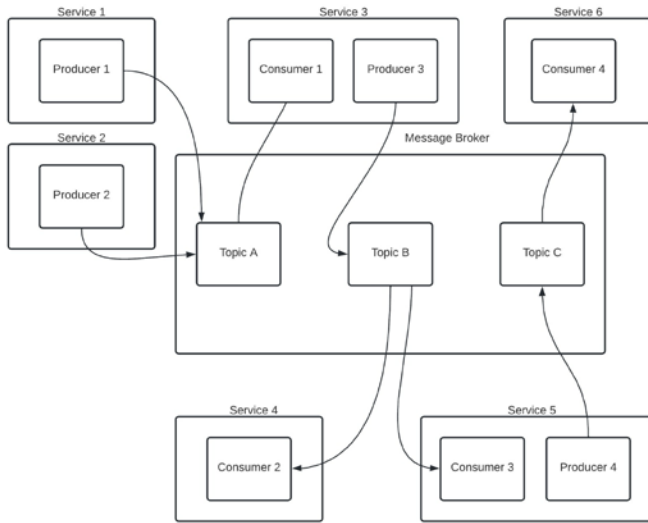 Service 1
Service 3
Service 6
Producer 1
Consumer 1
Producer 3
Consumer 4
Service 2
Message Broker
Producer 2
Topic A
Topic B
Topic C
Service 4
Service 5
Consumer 2
Consumer 3
Producer 4